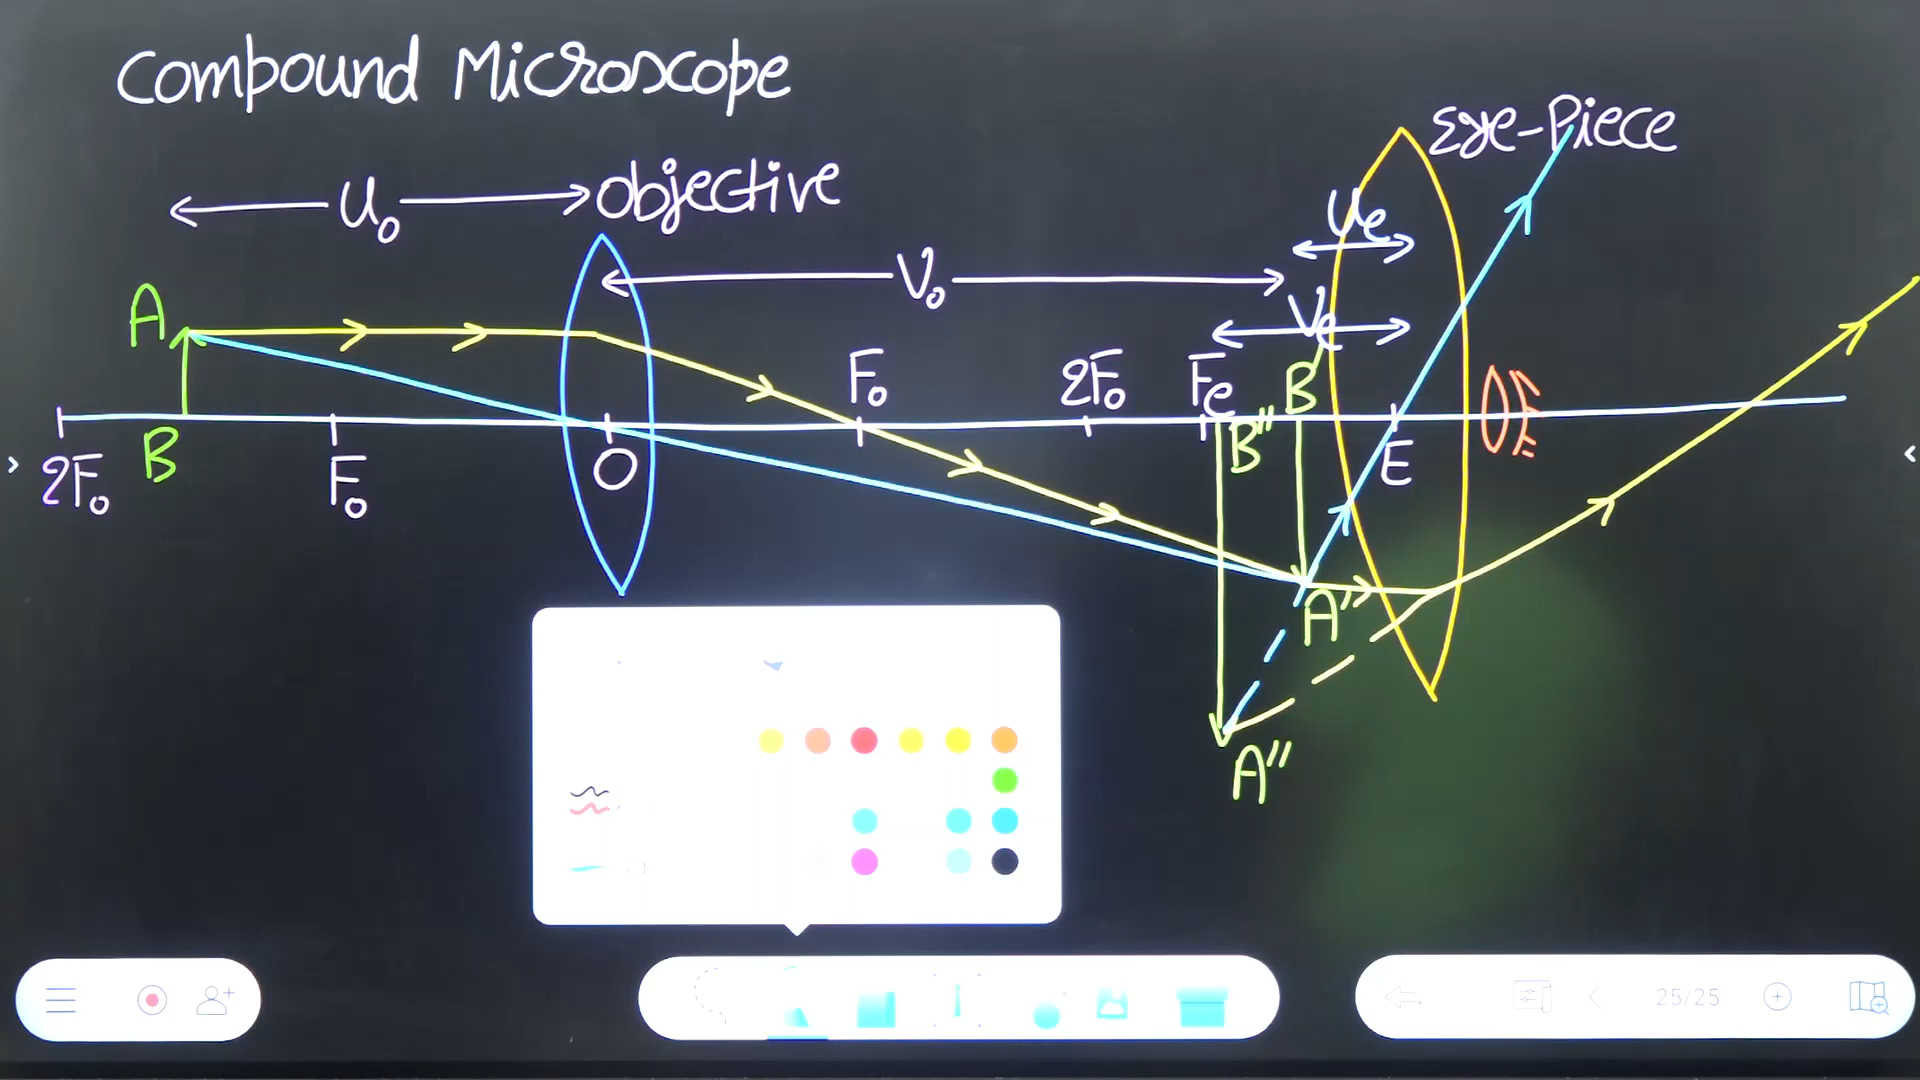 Compound Microscope
Eye-Piece
U₀
Objective
Ue
V₀
Ve
A
F₀
2F₀
Fe
B'
B
B"
2F₀
F₀
O
E
A'
A"
25/25